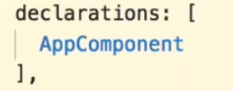 declarations: [
AppComponent
],